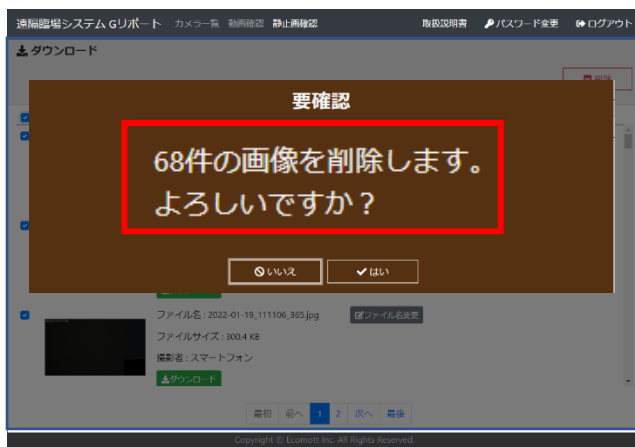 遠隔臨場システム Gリポート カメラ一覧 動画確認 静止画確認 取扱説明書 パスワード変更 ログアウト
ダウンロード
削除
要確認
68件の画像を削除します。
よろしいですか？
いいえ はい
ファイル名 : 2022-01-19_111106_365.jpg ファイル名変更
ファイルサイズ : 300.4 KB
撮影者 : スマートフォン
ダウンロード
最初 前へ 1 2 次へ 最後
Copyright © Ecomott Inc. All Rights Reserved.